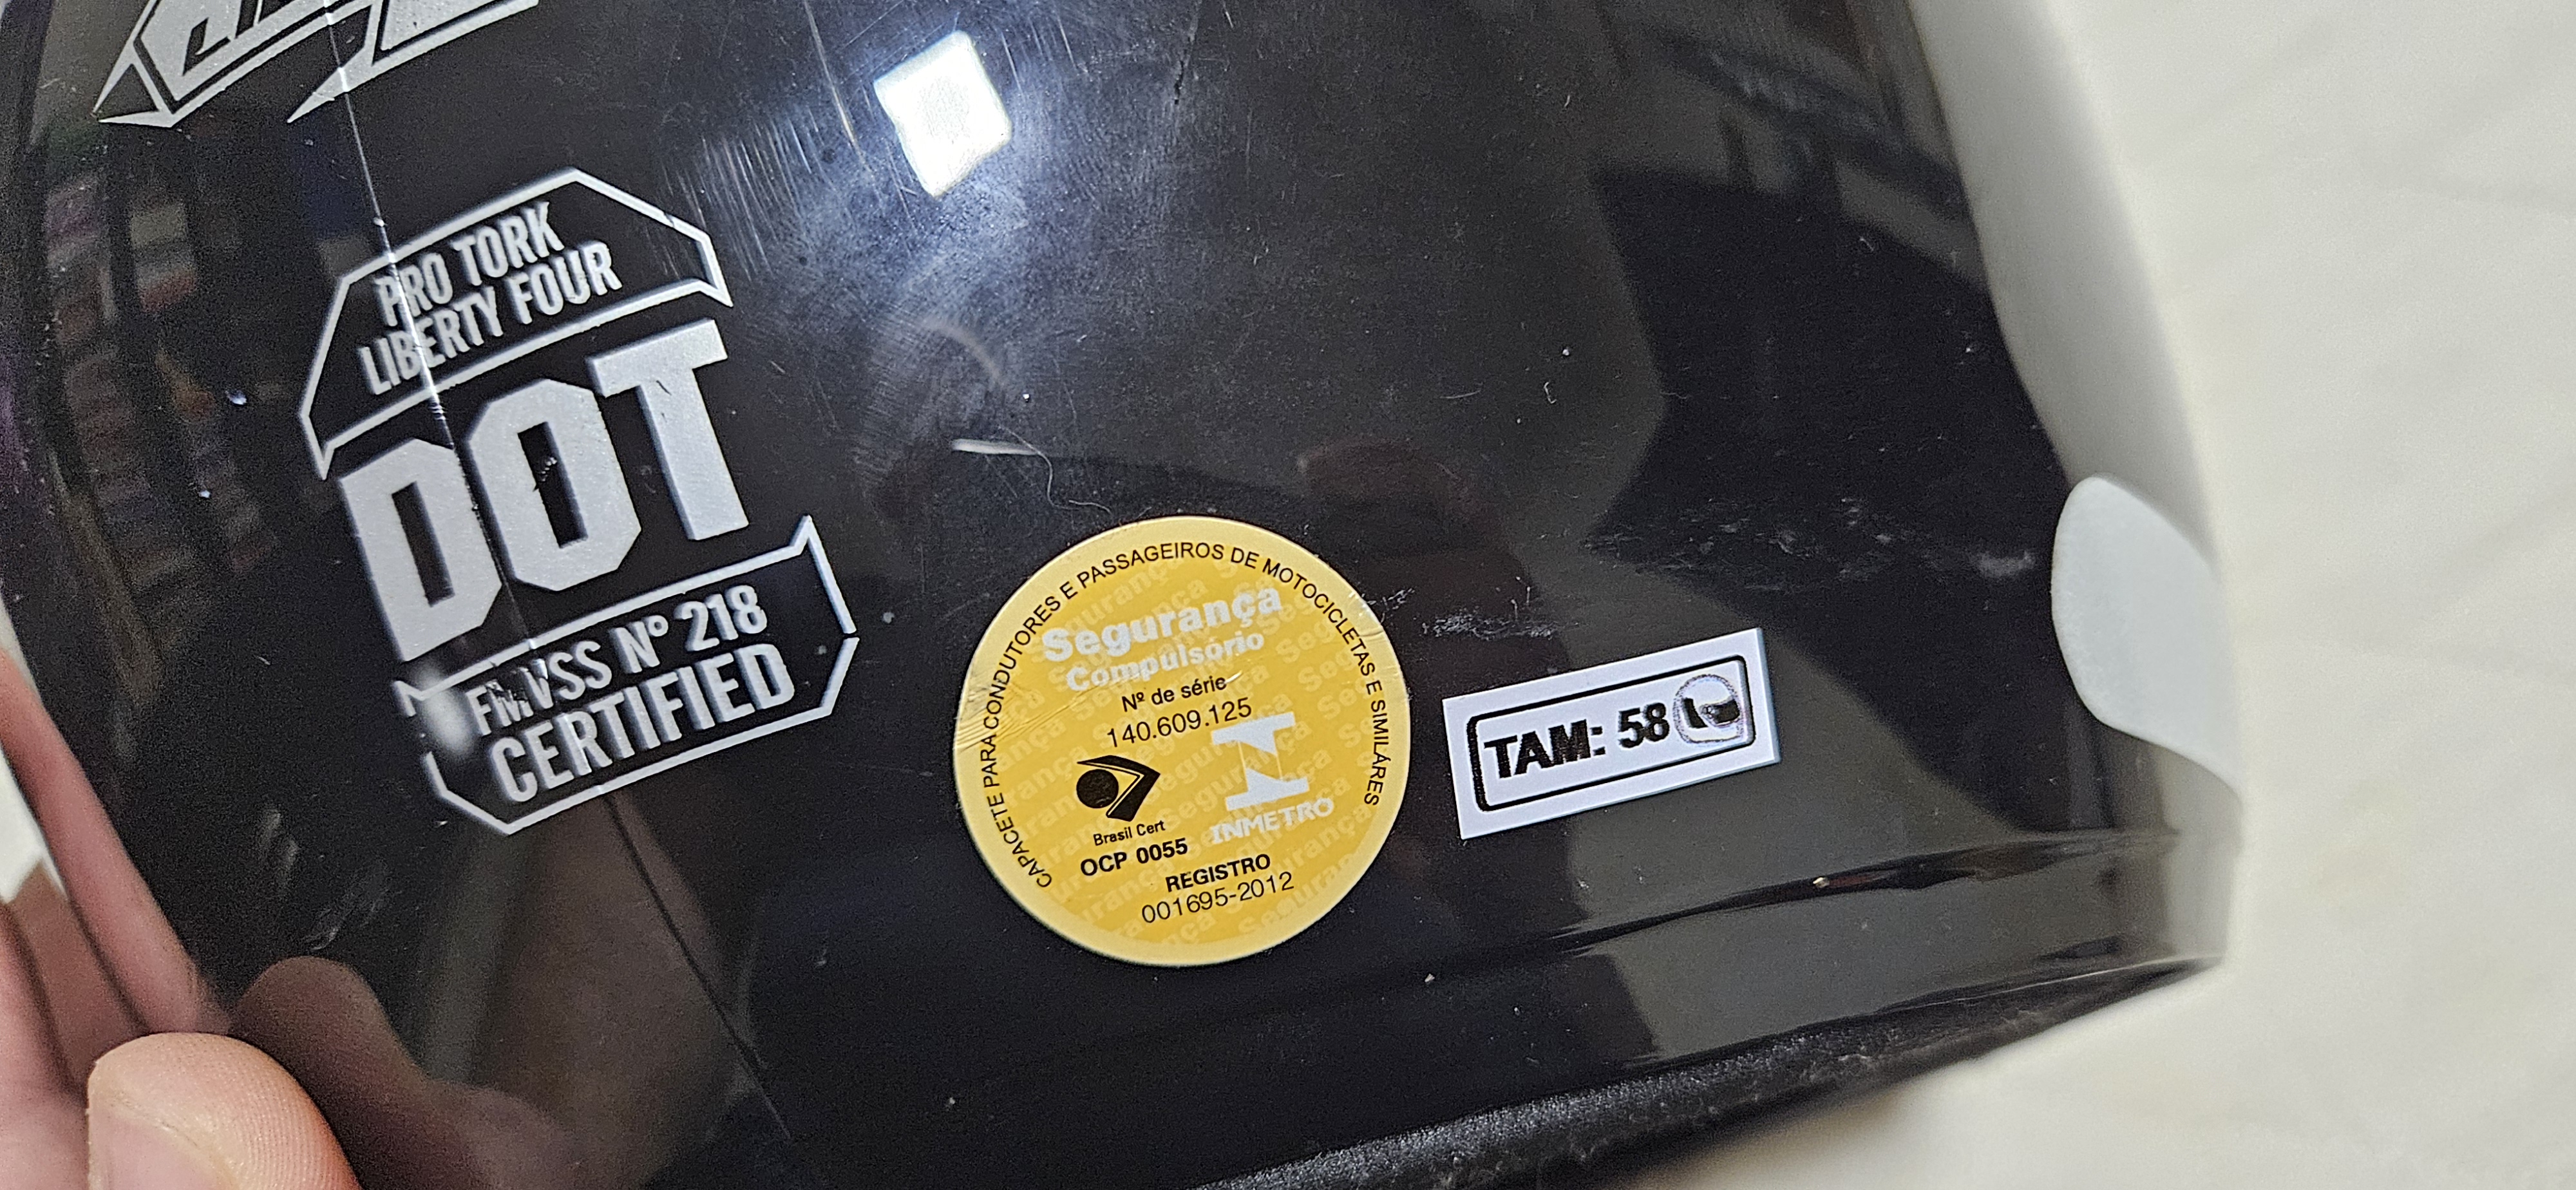 PRO TORK
LIBERTY FOUR
DOT
FMVSS Nº 218
CERTIFIED
CAPACETE PARA CONDUTORES E PASSAGEIROS DE MOTOCICLETAS E SIMILÁRES
Segurança
Compulsório
Nº de série
140.609.125
Brasil Cert
OCP 0055
INMETRO
REGISTRO
001695-2012
TAM: 58